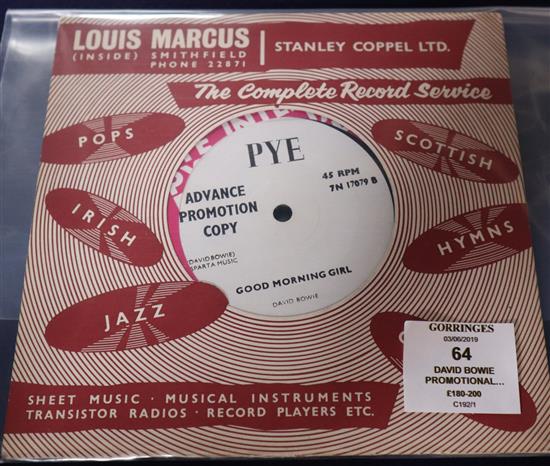 LOUIS MARCUS
(INSIDE) SMITHFIELD
PHONE 22871
STANLEY COPPEL LTD.
The Complete Record Service
POPS
SCOTTISH
IRISH
HYMNS
JAZZ
PYE
ADVANCE
PROMOTION
COPY
45 RPM
7N 17079 B
(DAVID BOWIE)
SPARTA MUSIC
GOOD MORNING GIRL
DAVID BOWIE
GORRINGES
03/06/2019
64
DAVID BOWIE
PROMOTIONAL...
£180-200
C192/1
SHEET MUSIC · MUSICAL INSTRUMENTS
TRANSISTOR RADIOS · RECORD PLAYERS ETC.